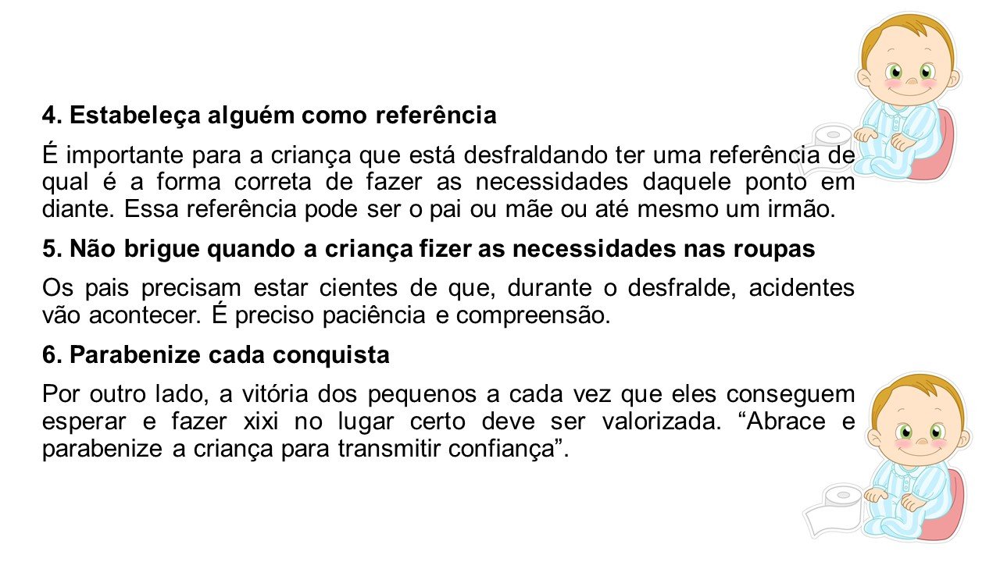 4. Estabeleça alguém como referência
É importante para a criança que está desfraldando ter uma referência de
qual é a forma correta de fazer as necessidades daquele ponto em
diante. Essa referência pode ser o pai ou mãe ou até mesmo um irmão.
5. Não brigue quando a criança fizer as necessidades nas roupas
Os pais precisam estar cientes de que, durante o desfralde, acidentes
vão acontecer. É preciso paciência e compreensão.
6. Parabenize cada conquista
Por outro lado, a vitória dos pequenos a cada vez que eles conseguem
esperar e fazer xixi no lugar certo deve ser valorizada. “Abrace e
parabenize a criança para transmitir confiança”.